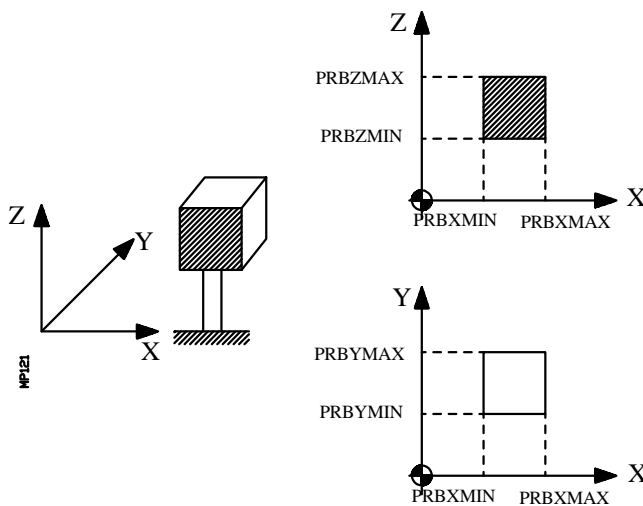 Z
PRBZMAX
PRBZMIN
X
PRBXMIN
PRBXMAX
Z
Y
X
MP121
Y
PRBYMAX
PRBYMIN
X
PRBXMIN
PRBXMAX